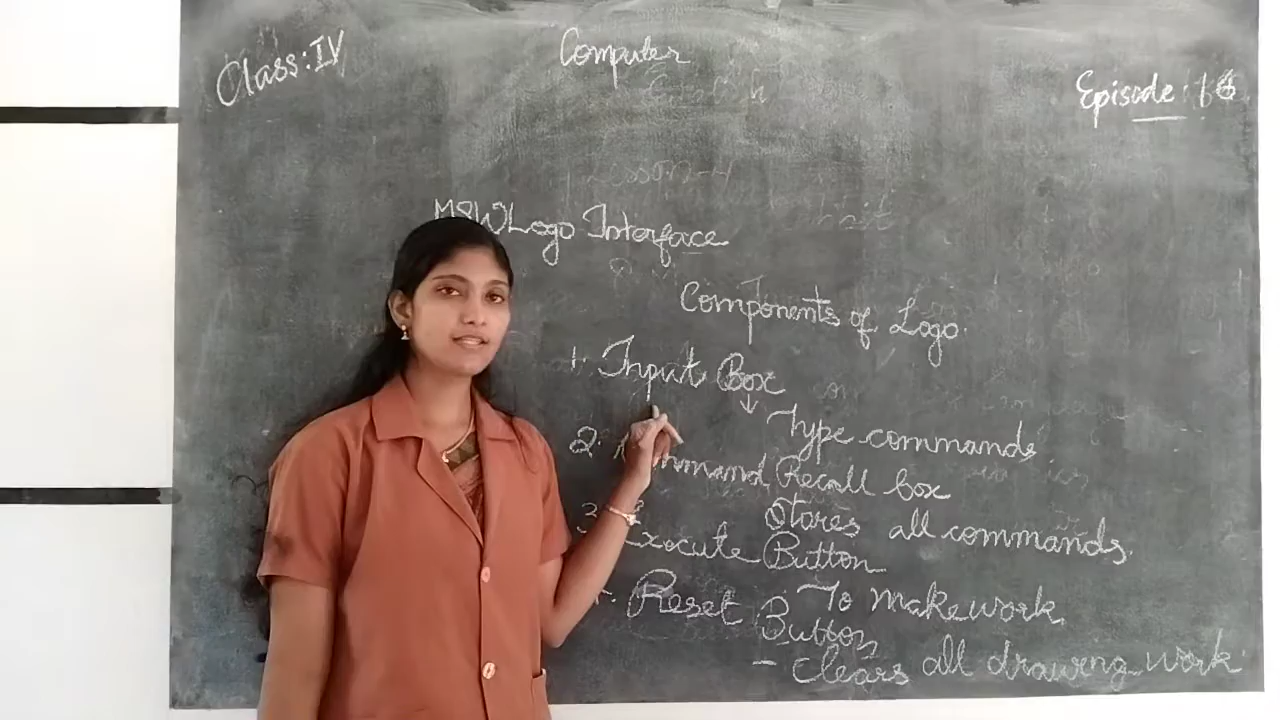 Class: IV
Computer
Episode: 16
MSWLogo Interface
Components of Logo.
1. Input Box
↓ Type commands
2. Command Recall box
Stores all commands.
3. Execute Button
To make work.
4. Reset Button
- Clears all drawing work.